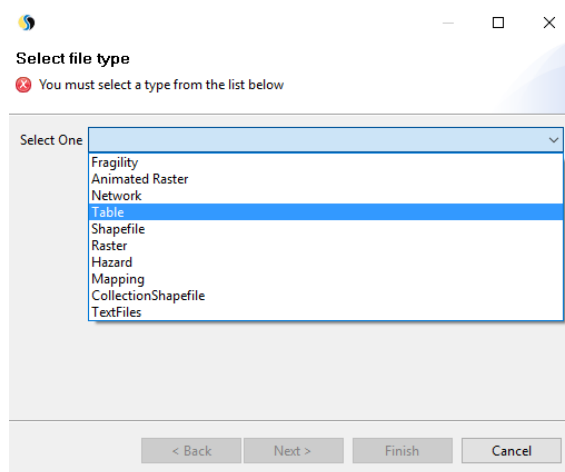 Select file type
You must select a type from the list below
Select One
Fragility
Animated Raster
Network
Table
Shapefile
Raster
Hazard
Mapping
CollectionShapefile
TextFiles
< Back Next > Finish Cancel